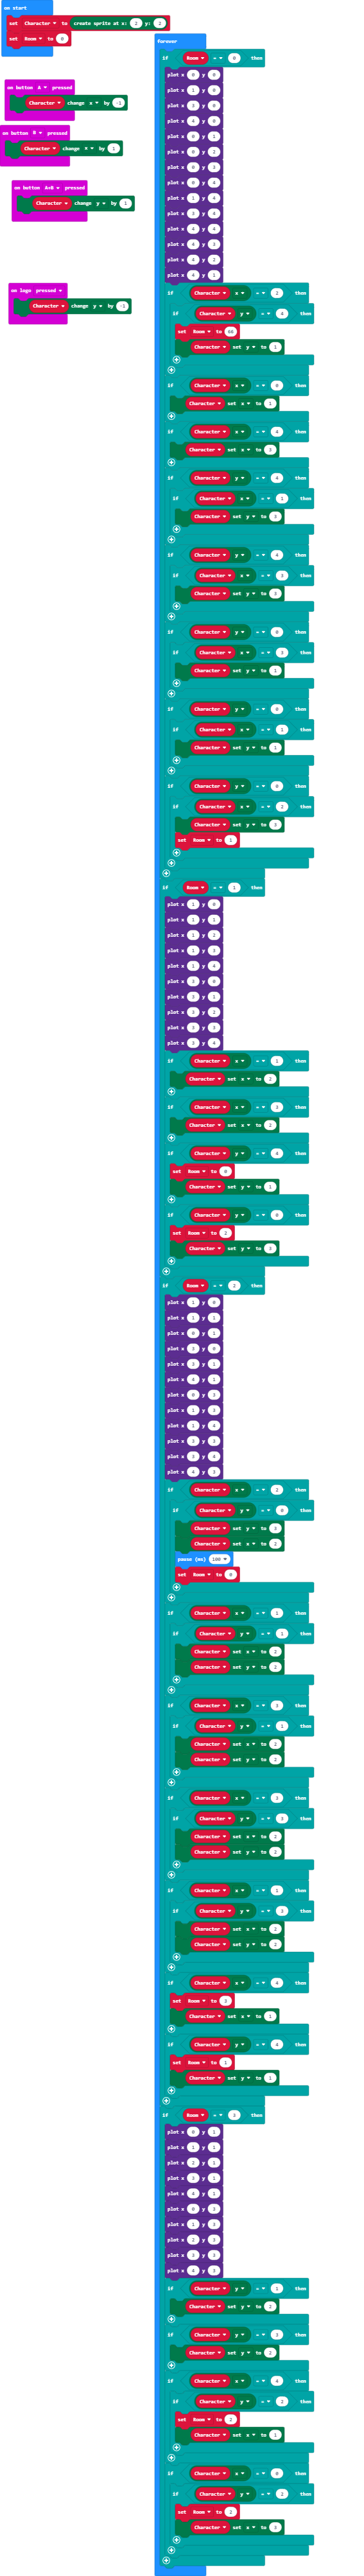 on start
set Character to create sprite at x: 2 y: 2
set Room to 0
on button A pressed
Character change x by -1
on button B pressed
Character change x by 1
on button A+B pressed
Character change y by 1
on logo pressed
Character change y by -1
forever
if Room = 0 then
plot x 0 y 0
plot x 1 y 0
plot x 3 y 0
plot x 4 y 0
plot x 0 y 1
plot x 0 y 2
plot x 0 y 3
plot x 0 y 4
plot x 1 y 4
plot x 3 y 4
plot x 4 y 4
plot x 4 y 3
plot x 4 y 2
plot x 4 y 1
if Character x = 2 then
if Character y = 4 then
set Room to 66
Character set y to 1
if Character x = 0 then
Character set x to 1
if Character x = 4 then
Character set x to 3
if Character y = 4 then
if Character x = 1 then
Character set y to 3
if Character y = 4 then
if Character x = 3 then
Character set y to 3
if Character y = 0 then
if Character x = 3 then
Character set y to 1
if Character y = 0 then
if Character x = 1 then
Character set y to 1
if Character y = 0 then
if Character x = 2 then
Character set y to 3
set Room to 1
if Room = 1 then
plot x 1 y 0
plot x 1 y 1
plot x 1 y 2
plot x 1 y 3
plot x 1 y 4
plot x 3 y 0
plot x 3 y 1
plot x 3 y 2
plot x 3 y 3
plot x 3 y 4
if Character x = 1 then
Character set x to 2
if Character x = 3 then
Character set x to 2
if Character y = 4 then
set Room to 0
Character set y to 1
if Character y = 0 then
set Room to 2
Character set y to 3
if Room = 2 then
plot x 1 y 0
plot x 1 y 1
plot x 0 y 1
plot x 3 y 0
plot x 3 y 1
plot x 4 y 1
plot x 0 y 3
plot x 1 y 3
plot x 1 y 4
plot x 3 y 3
plot x 3 y 4
plot x 4 y 3
if Character x = 2 then
if Character y = 0 then
Character set y to 3
Character set x to 2
pause (ms) 100
set Room to 0
if Character x = 1 then
if Character y = 1 then
Character set x to 2
Character set y to 2
if Character x = 3 then
if Character y = 1 then
Character set x to 2
Character set y to 2
if Character x = 3 then
if Character y = 3 then
Character set x to 2
Character set y to 2
if Character x = 1 then
if Character y = 3 then
Character set x to 2
Character set y to 2
if Character x = 4 then
set Room to 3
Character set x to 1
if Character y = 4 then
set Room to 1
Character set y to 1
if Room = 3 then
plot x 0 y 1
plot x 1 y 1
plot x 2 y 1
plot x 3 y 1
plot x 4 y 1
plot x 0 y 3
plot x 1 y 3
plot x 2 y 3
plot x 3 y 3
plot x 4 y 3
if Character y = 1 then
Character set y to 2
if Character y = 3 then
Character set y to 2
if Character x = 4 then
if Character y = 2 then
set Room to 2
Character set x to 1
if Character x = 0 then
if Character y = 2 then
set Room to 2
Character set x to 3